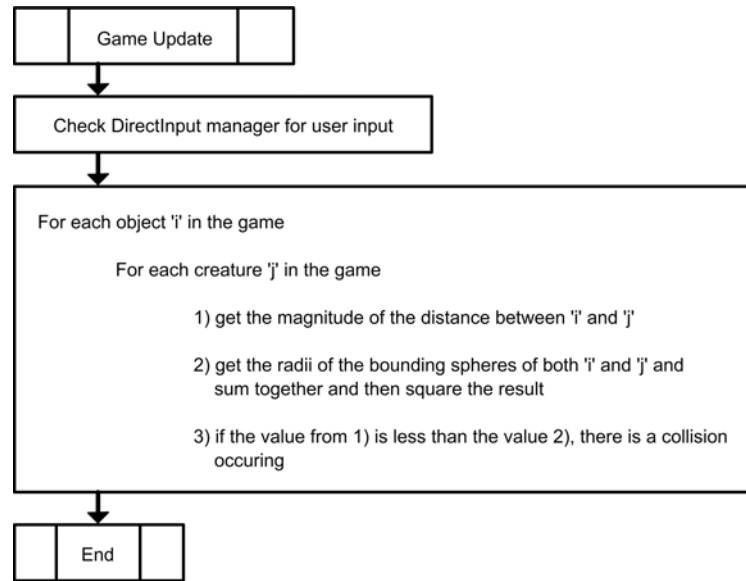 Game Update
Check DirectInput manager for user input
For each object 'i' in the game
For each creature 'j' in the game
1) get the magnitude of the distance between 'i' and 'j'
2) get the radii of the bounding spheres of both 'i' and 'j' and
sum together and then square the result
3) if the value from 1) is less than the value 2), there is a collision
occuring
End